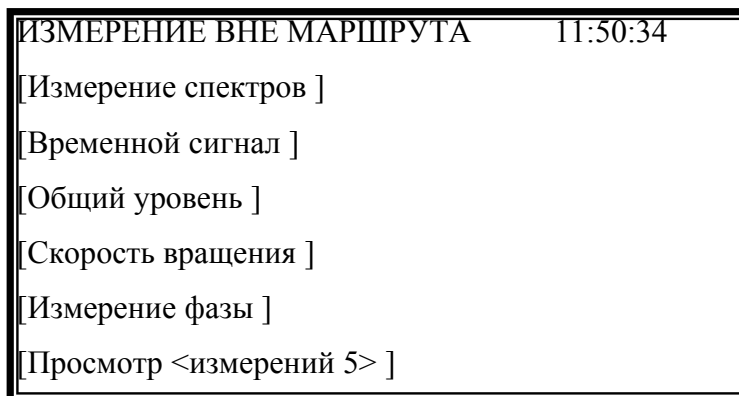 ИЗМЕРЕНИЕ ВНЕ МАРШРУТА 11:50:34
[Измерение спектров ]
[Временной сигнал ]
[Общий уровень ]
[Скорость вращения ]
[Измерение фазы ]
[Просмотр <измерений 5> ]